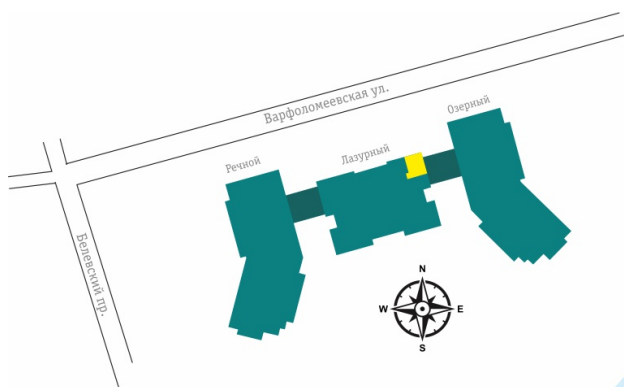 Варфоломеевская ул.
Озерный
Лазурный
Речной
Белевский пр.
N
W
E
S